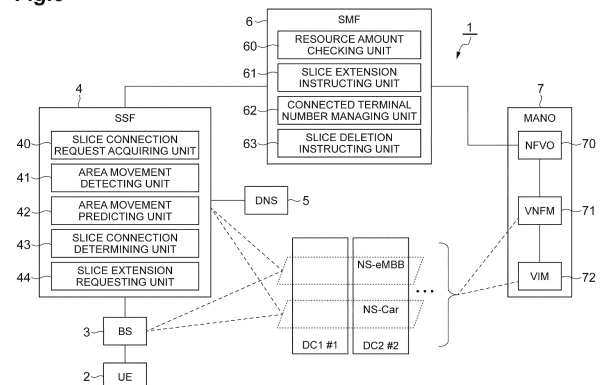 6
SMF
60
RESOURCE AMOUNT
CHECKING UNIT
61
SLICE EXTENSION
INSTRUCTING UNIT
62
CONNECTED TERMINAL
NUMBER MANAGING UNIT
63
SLICE DELETION
INSTRUCTING UNIT
1
4
SSF
40
SLICE CONNECTION
REQUEST ACQUIRING UNIT
41
AREA MOVEMENT
DETECTING UNIT
42
AREA MOVEMENT
PREDICTING UNIT
43
SLICE CONNECTION
DETERMINING UNIT
44
SLICE EXTENSION
REQUESTING UNIT
DNS
5
7
MANO
NFVO
70
VNFM
71
VIM
72
NS-eMBB
NS-Car
•••
DC1 #1
DC2 #2
3
BS
2
UE